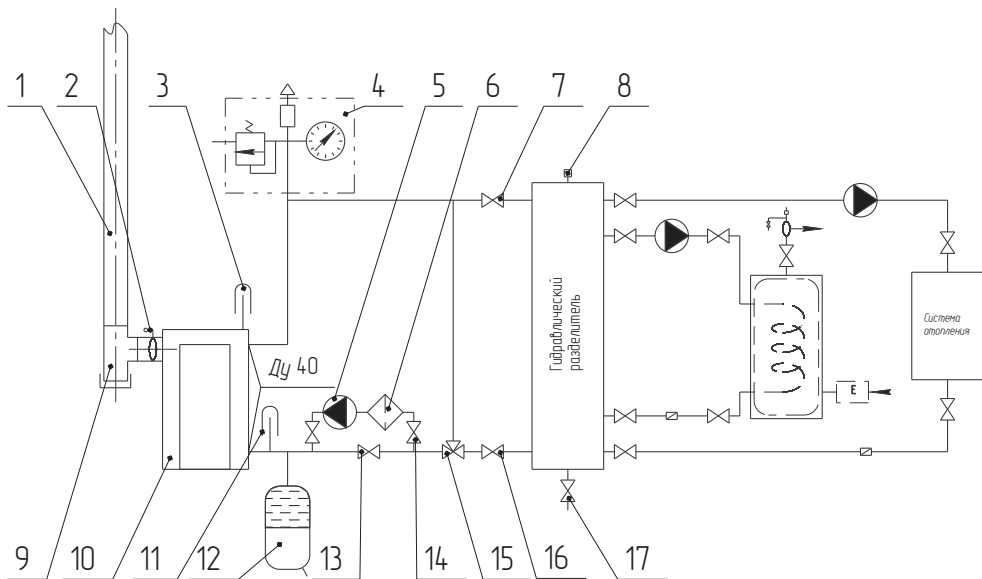 1 2 3 4 5 6 7 8
Ду 40
Гидравлический
разделитель
Система
отопления
E
9 10 11 12 13 14 15 16 17